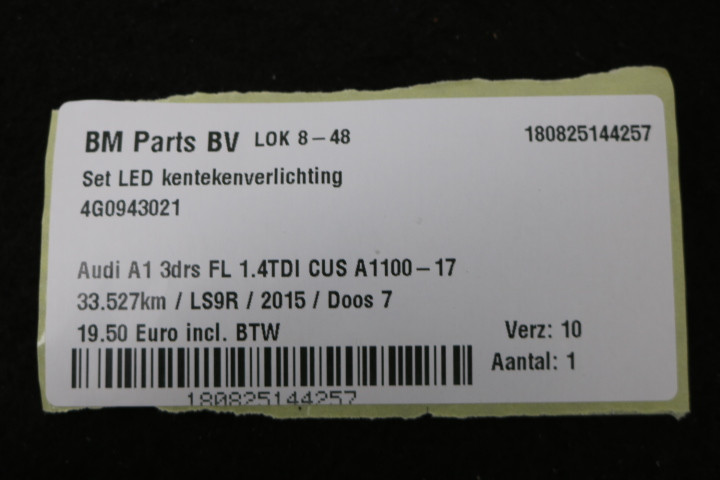 BM Parts BV LOK 8-48 180825144257
Set LED kentekenverlichting
4G0943021
Audi A1 3drs FL 1.4TDI CUS A1100-17
33.527km / LS9R / 2015 / Doos 7
19.50 Euro incl. BTW Verz: 10
Aantal: 1
180825144257